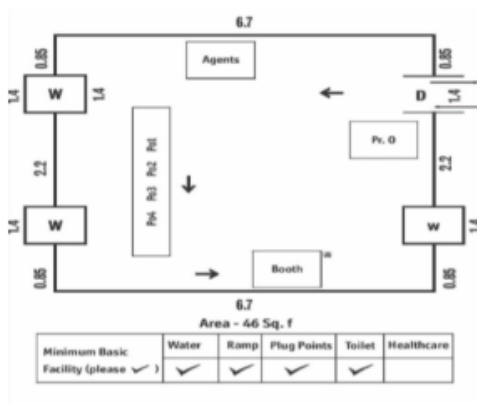 6.7
0.85
0.85
Agents
1.4
W
1.4
D
1.4
Pr. O
Po1
Po2
Po3
Po4
2.2
2.2
1.4
W
w
1.4
Booth
0.85
0.85
6.7
Area - 46 Sq. f
Minimum Basic Facility (please ✓ )
Water
Ramp
Plug Points
Toilet
Healthcare
✓
✓
✓
✓